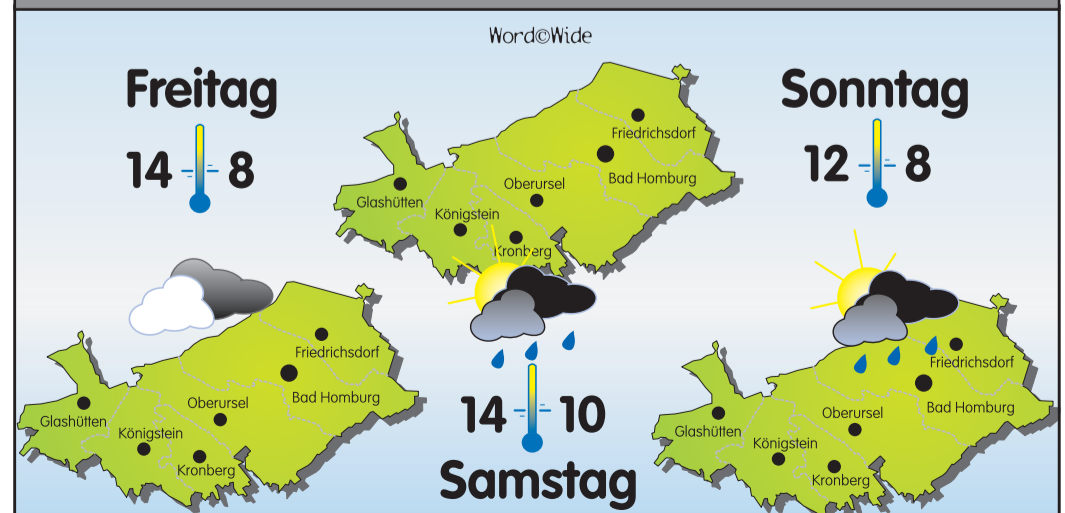 Word©Wide
Freitag
14 8
Friedrichsdorf
Bad Homburg
Oberursel
Glashütten
Königstein
Kronberg
Sonntag
12 8
Friedrichsdorf
Bad Homburg
Oberursel
Glashütten
Königstein
Kronberg
14 10
Samstag
Friedrichsdorf
Bad Homburg
Oberursel
Glashütten
Königstein
Kronberg